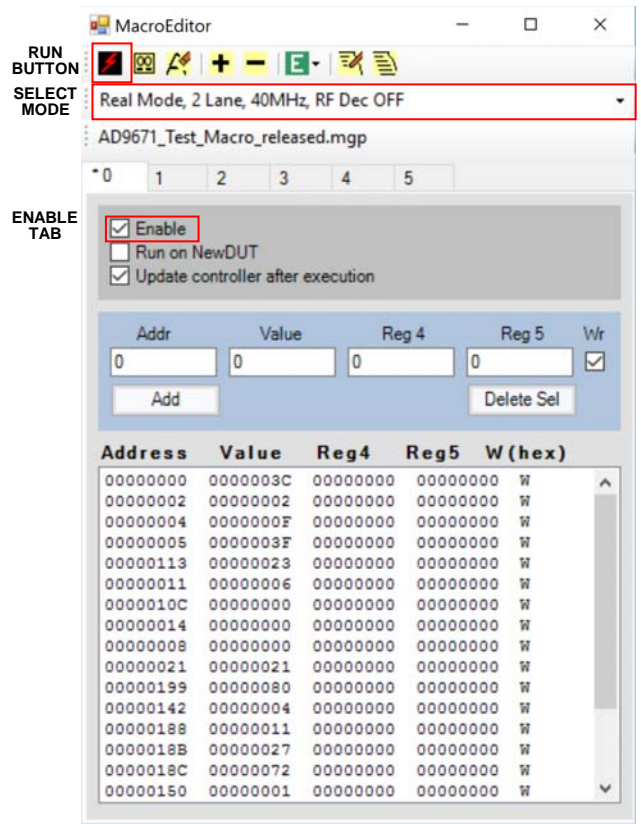 MacroEditor
RUN
BUTTON
SELECT
MODE
Real Mode, 2 Lane, 40MHz, RF Dec OFF
AD9671_Test_Macro_released.mgp
0 1 2 3 4 5
ENABLE
TAB
Enable
Run on NewDUT
Update controller after execution
Addr Value Reg 4 Reg 5 Wr
0 0 0 0
Add Delete Sel
Address Value Reg4 Reg5 W(hex)
00000000 0000003C 00000000 00000000 W
00000002 00000002 00000000 00000000 W
00000004 0000000F 00000000 00000000 W
00000005 0000003F 00000000 00000000 W
00000113 00000023 00000000 00000000 W
00000011 00000006 00000000 00000000 W
0000010C 00000000 00000000 00000000 W
00000014 00000000 00000000 00000000 W
00000008 00000000 00000000 00000000 W
00000021 00000021 00000000 00000000 W
00000199 00000080 00000000 00000000 W
00000142 00000004 00000000 00000000 W
00000188 00000011 00000000 00000000 W
0000018B 00000027 00000000 00000000 W
0000018C 00000072 00000000 00000000 W
00000150 00000001 00000000 00000000 W